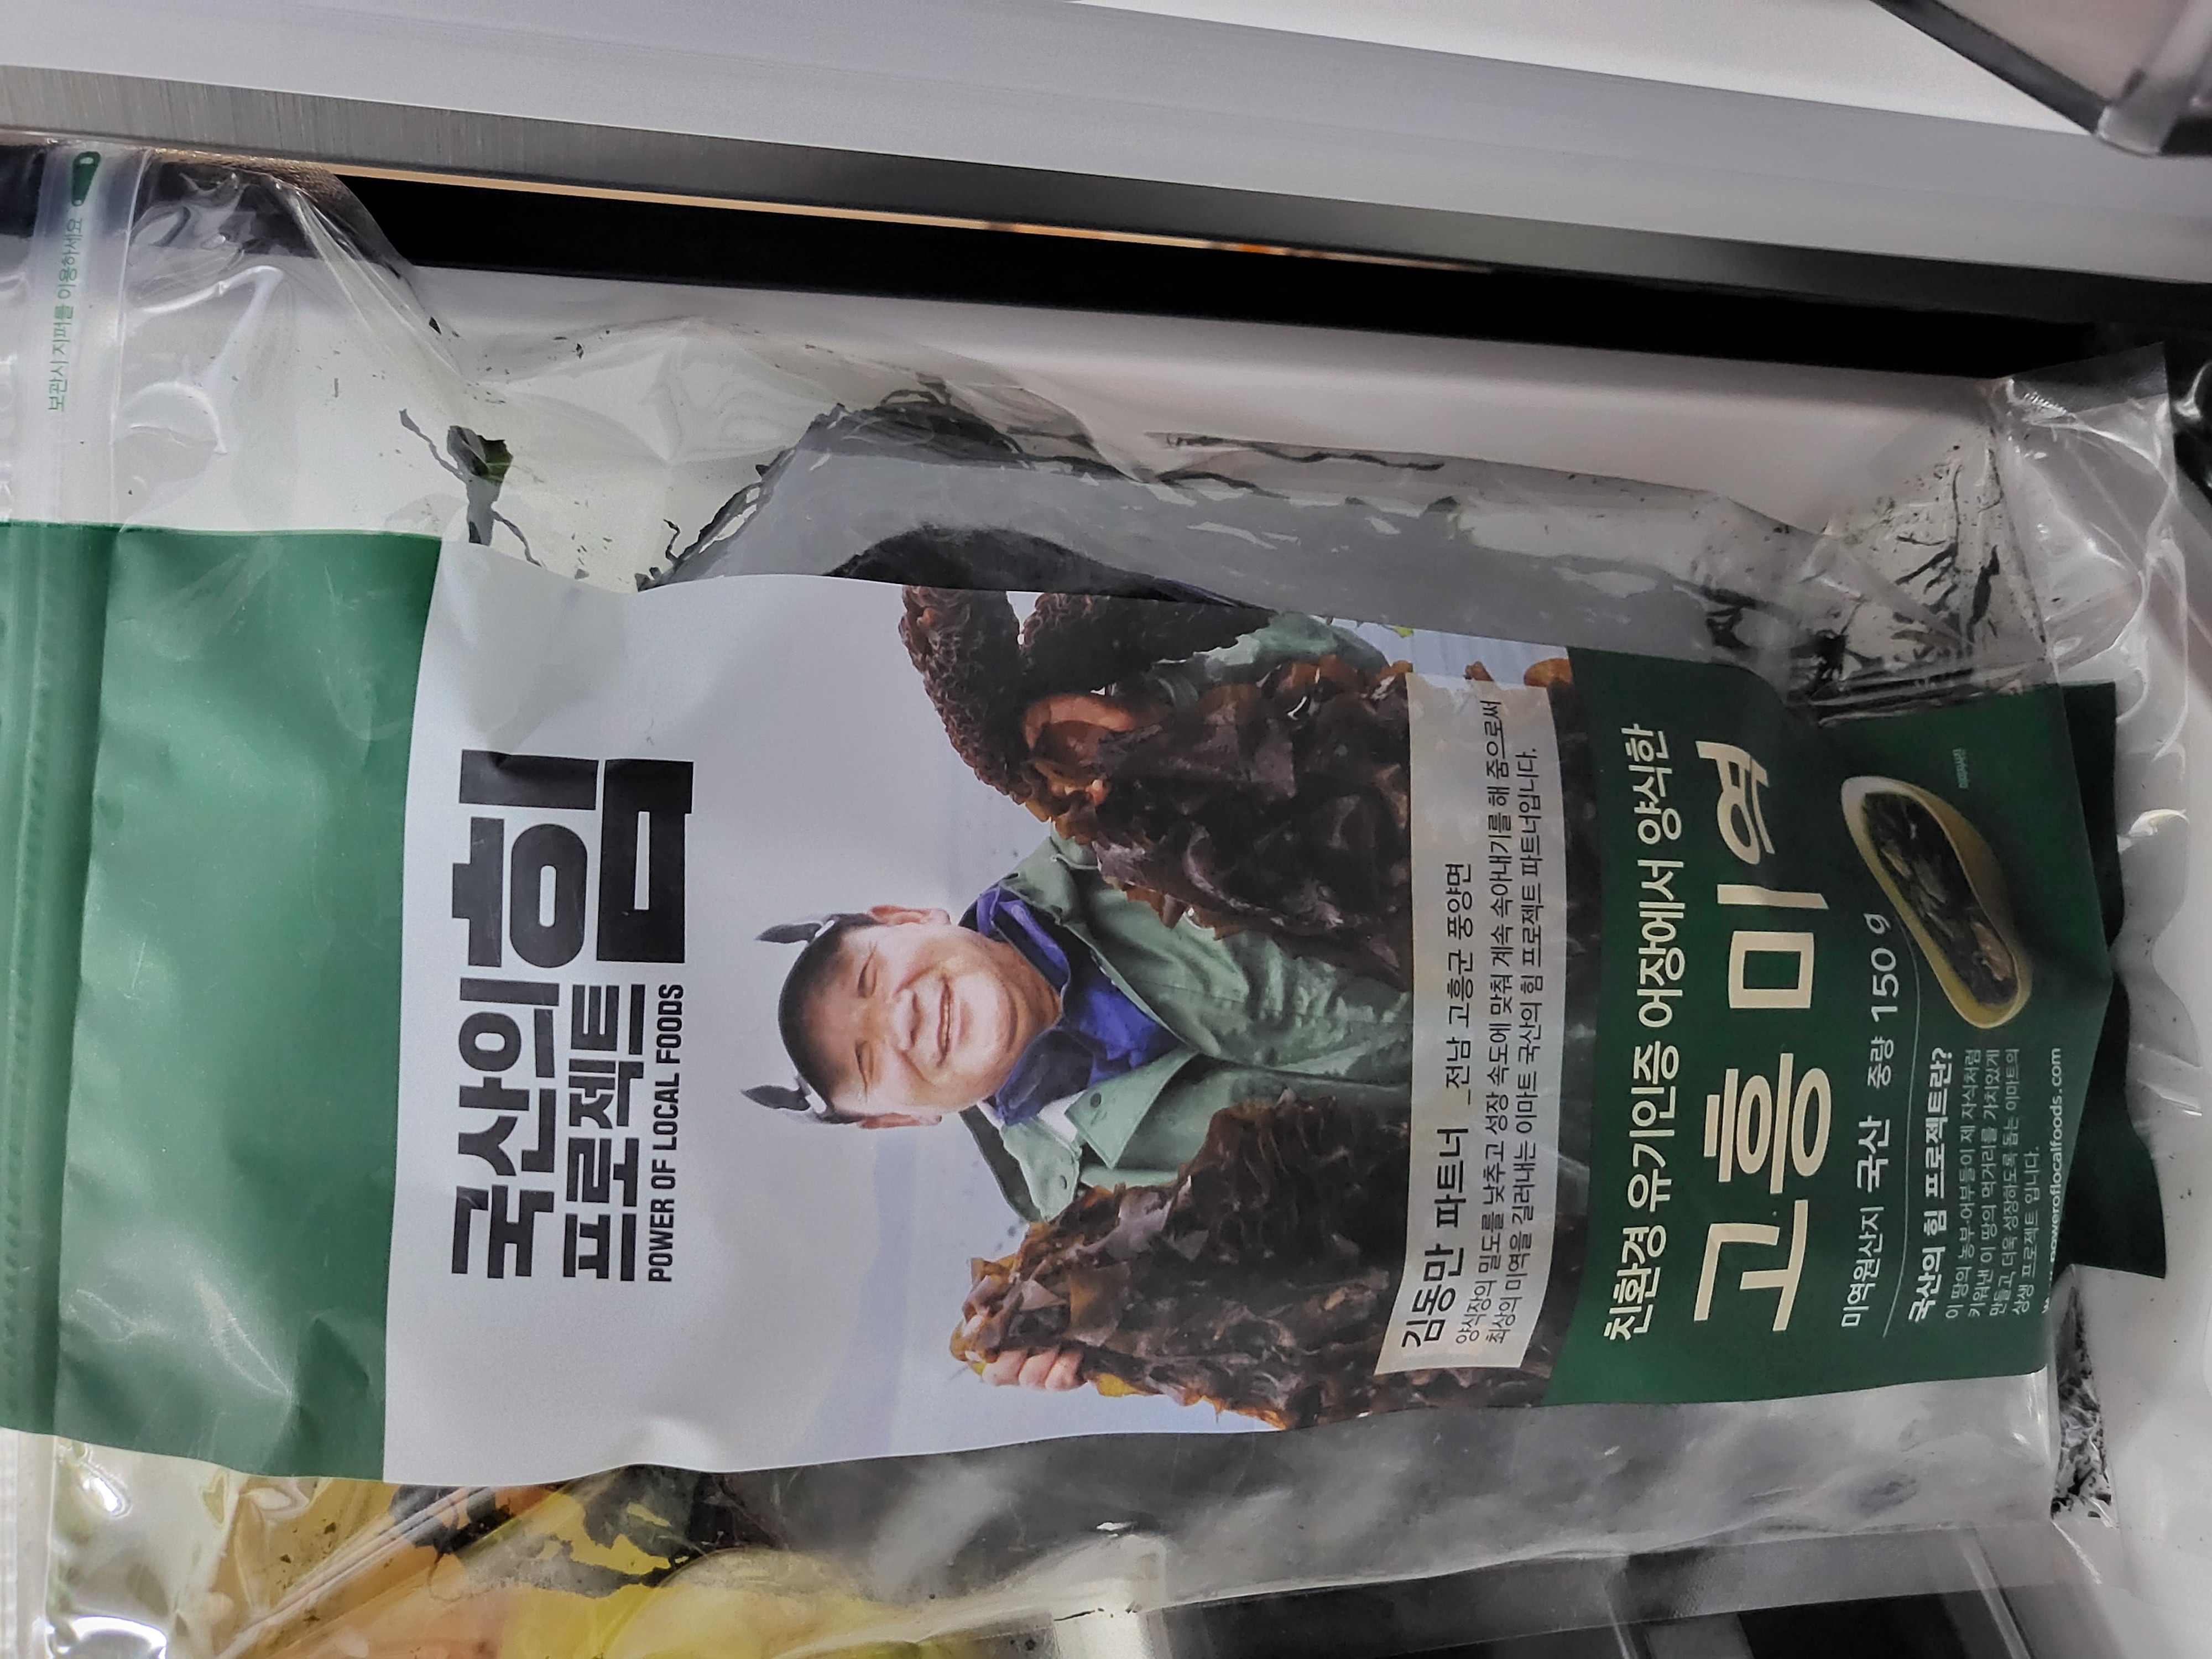 보관시 지퍼를 이용하세요
국산의힘
프로젝트
POWER OF LOCAL FOODS
김동만 파트너 _전남 고흥군 풍양면
양식장의 밀도를 낮추고 성장 속도에 맞춰 계속 솎아내기를 해 줌으로써
최상의 미역을 길러내는 이마트 국산의 힘 프로젝트 파트너입니다.
친환경 유기인증 어장에서 양식한
고흥미역
미역원산지 국산 중량 150 g
국산의 힘 프로젝트란?
이 땅의 농부·어부들이 제 자식처럼
키워낸 이 땅의 먹거리를 가치있게
만들고, 더욱 성장하도록 돕는 이마트의
상생 프로젝트 입니다.
poweroflocalfoods.com